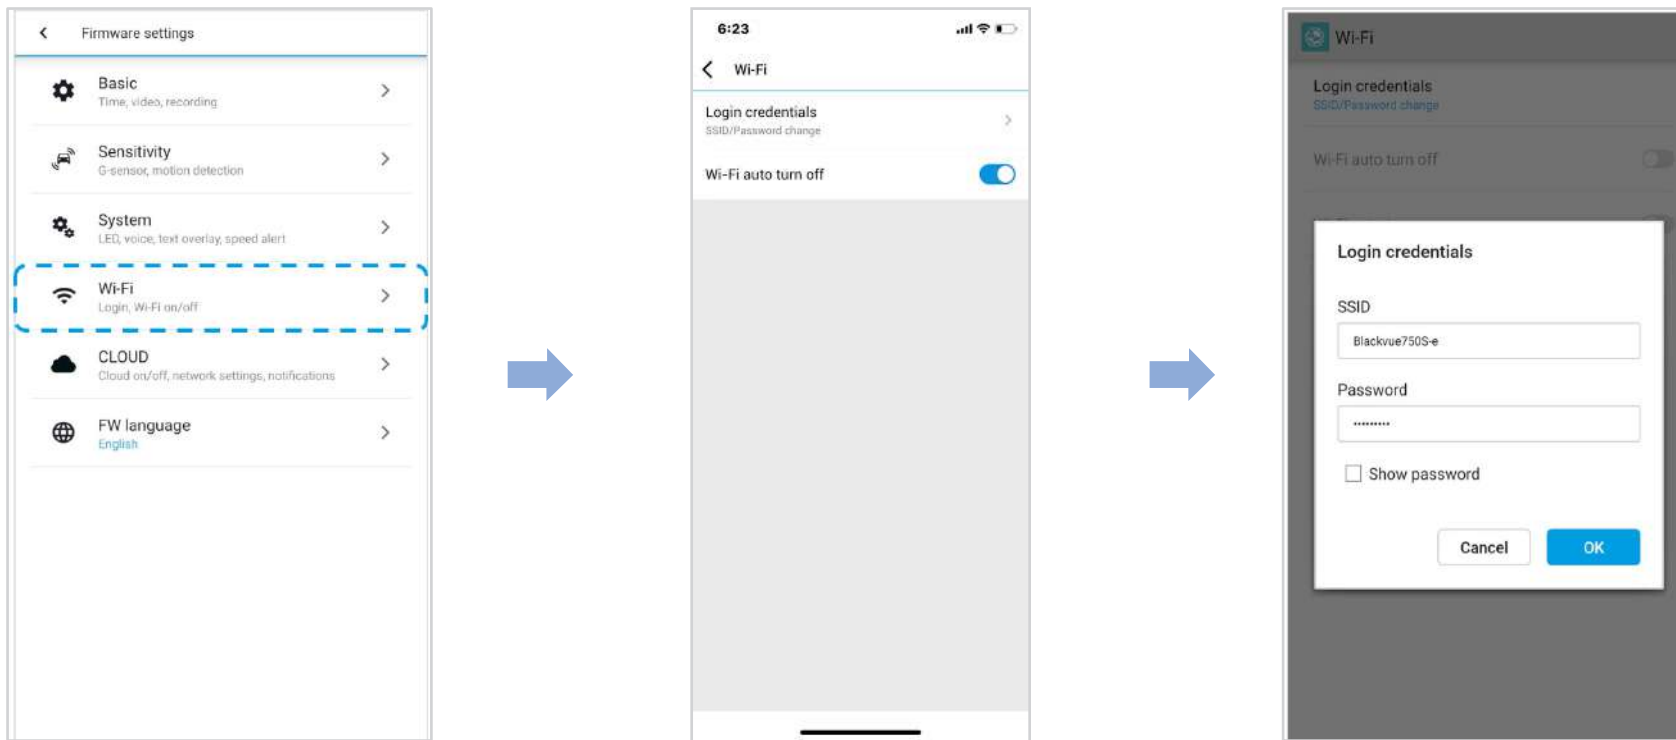 Firmware settings
Basic
Time, video, recording
Sensitivity
G-sensor, motion detection
System
LED, voice, text overlay, speed alert
Wi-Fi
Login, Wi-Fi on/off
CLOUD
Cloud on/off, network settings, notifications
FW language
English
6:23
Wi-Fi
Login credentials
SSID/Password change
Wi-Fi auto turn off
Wi-Fi
Login credentials
SSID/Password change
Wi-Fi auto turn off
Login credentials
SSID
Blackvue750S-e
Password
•••••••••
Show password
Cancel
OK